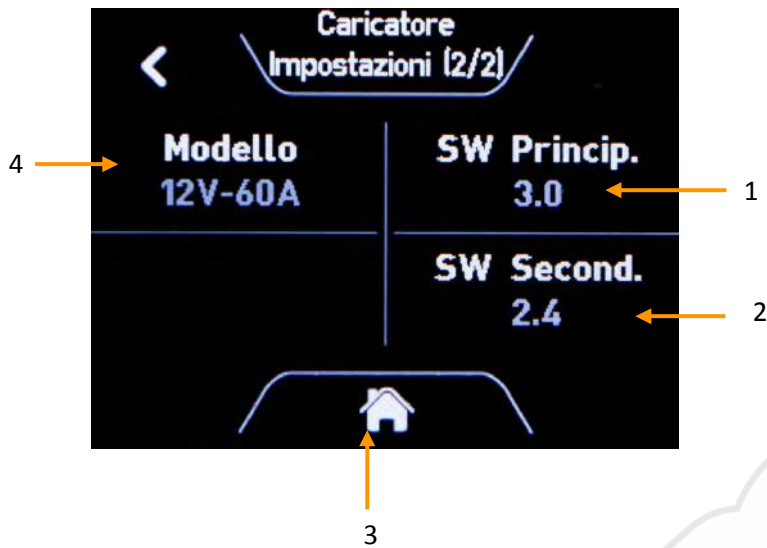 Caricatore
Impostazioni (2/2)
4
Modello
12V-60A
SW Princip.
3.0
1
SW Second.
2.4
2
3